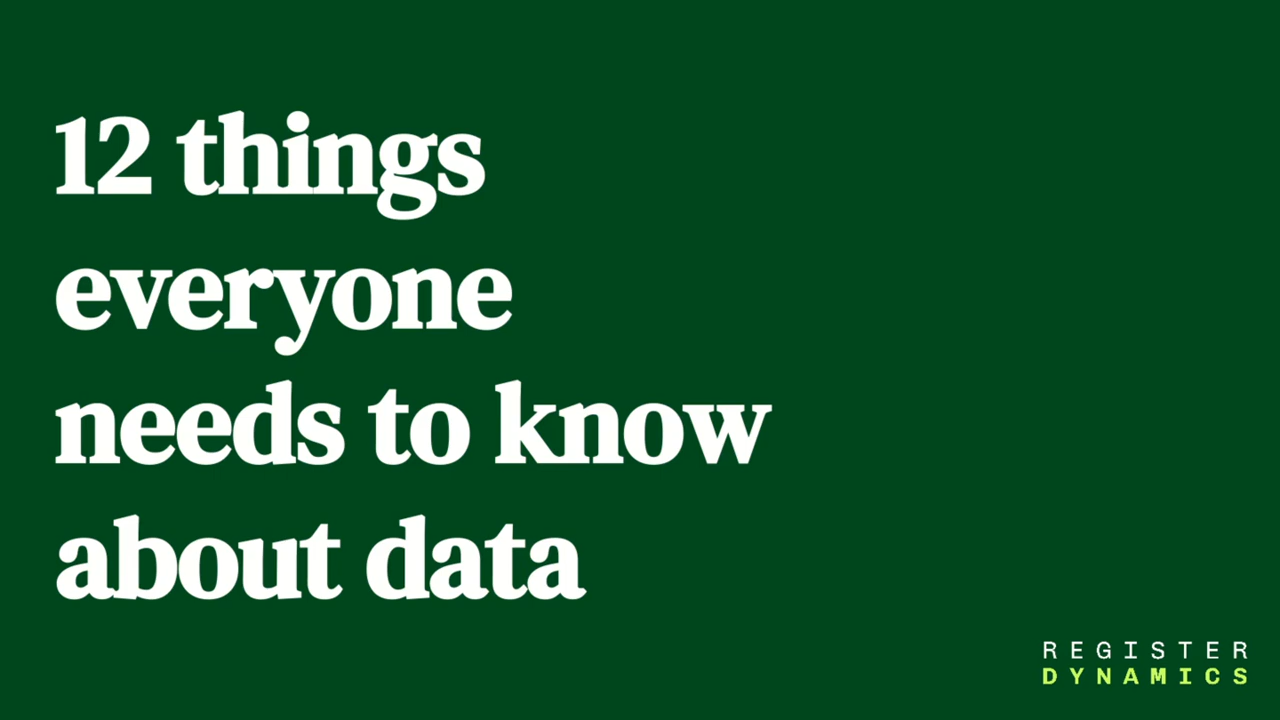 12 things
everyone
needs to know
about data
REGISTER
DYNAMICS